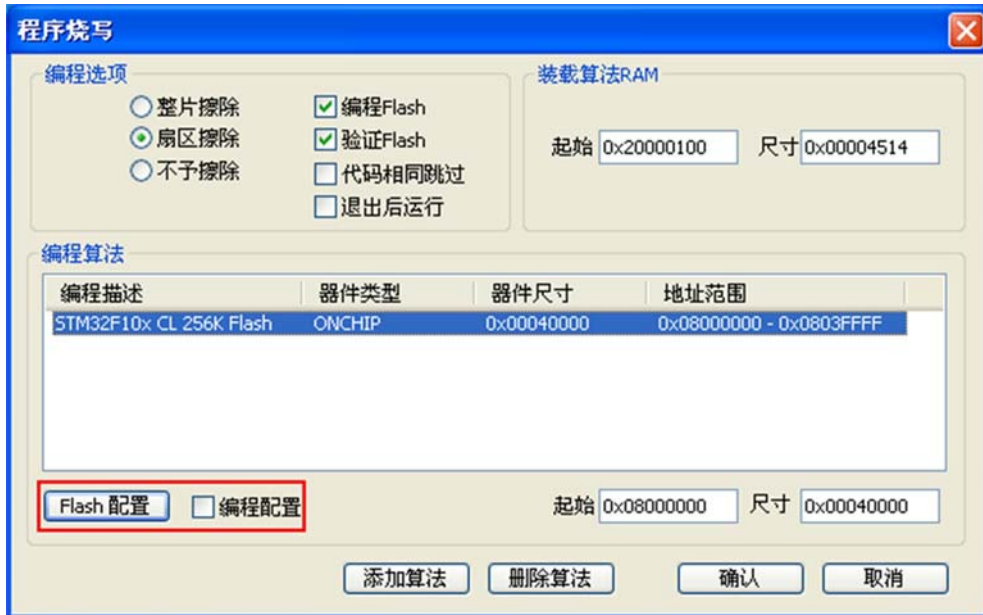 程序烧写
编程选项
整片擦除
扇区擦除
不予擦除
编程Flash
验证Flash
代码相同跳过
退出后运行
装载算法RAM
起始 0x20000100 尺寸 0x00004514
编程算法
编程描述 器件类型 器件尺寸 地址范围
STM32F10x CL 256K Flash ONCHIP 0x00040000 0x08000000 - 0x0803FFFF
Flash 配置 编程配置 起始 0x08000000 尺寸 0x00040000
添加算法 删除算法 确认 取消